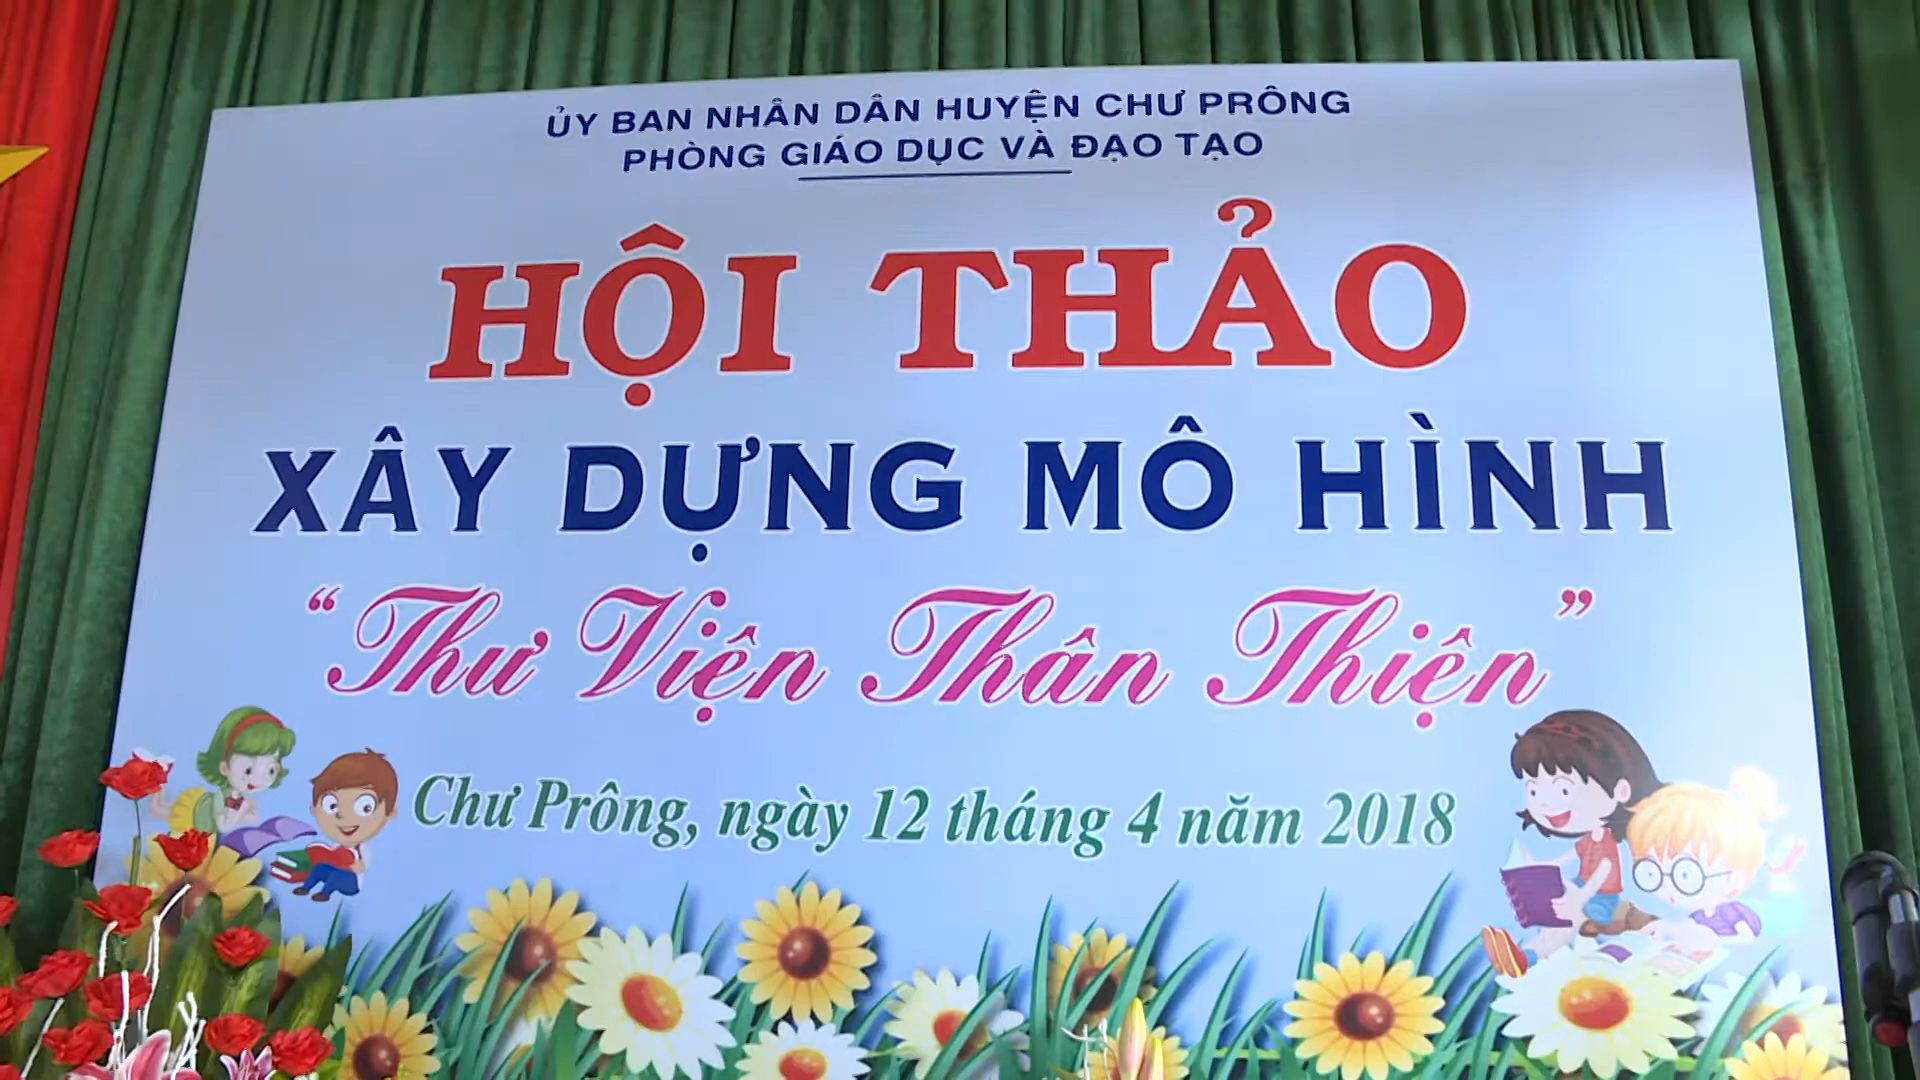 ỦY BAN NHÂN DÂN HUYỆN CHƯ PRÔNG
PHÒNG GIÁO DỤC VÀ ĐẠO TẠO
HỘI THẢO
XÂY DỰNG MÔ HÌNH
“Thư Viện Thân Thiện”
Chư Prông, ngày 12 tháng 4 năm 2018